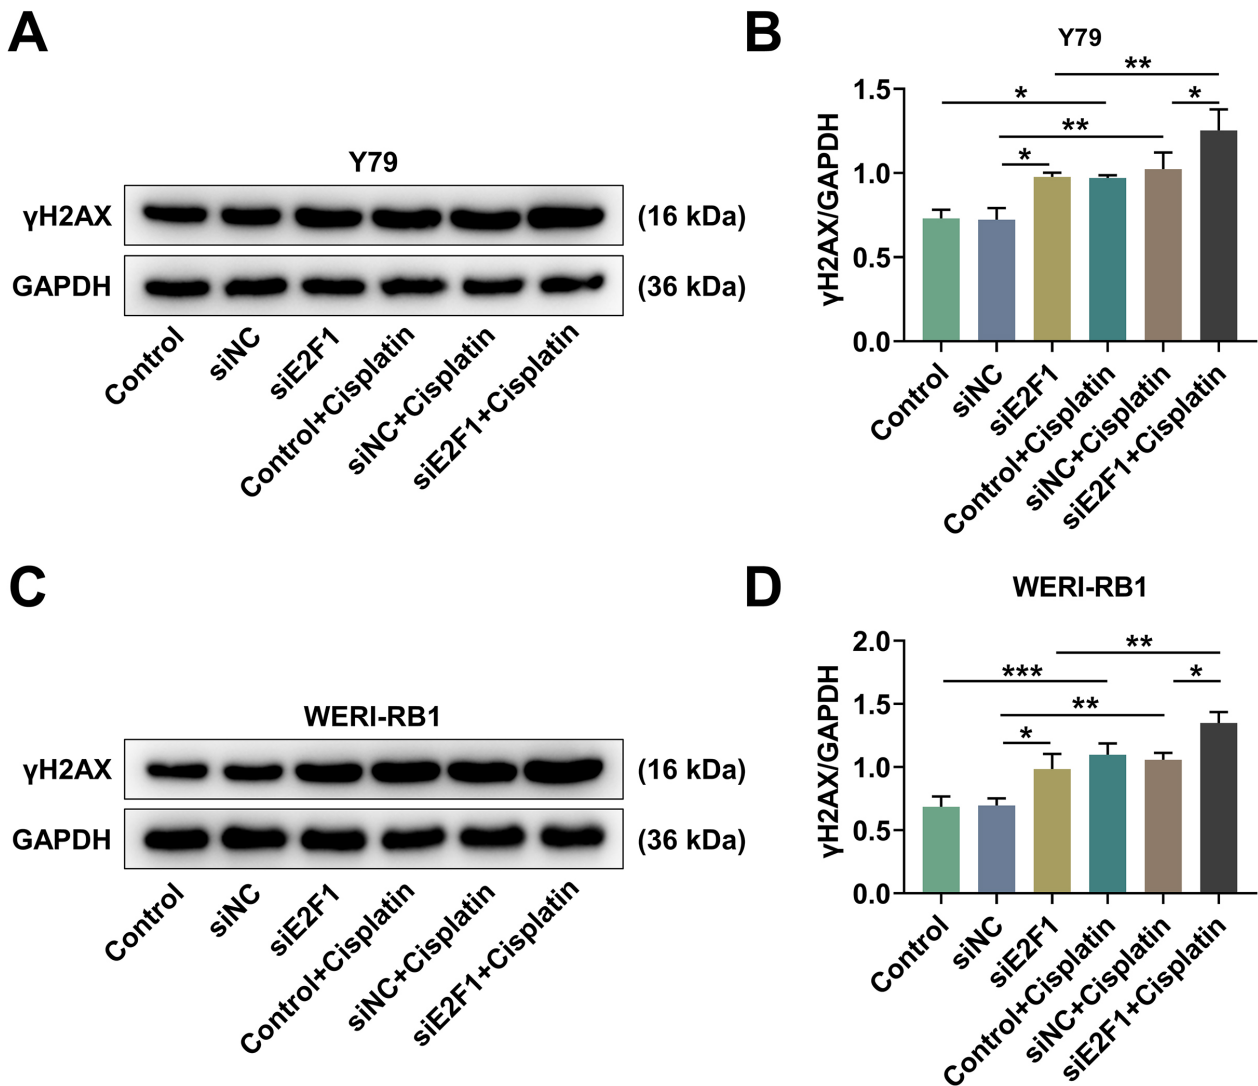 A
Y79
γH2AX
(16 kDa)
GAPDH
(36 kDa)
Control
siNC
siE2F1
Control+Cisplatin
siNC+Cisplatin
siE2F1+Cisplatin
B
Y79
γH2AX/GAPDH
1.5
1.0
0.5
0.0
**
*
*
**
*
Control
siNC
siE2F1
Control+Cisplatin
siNC+Cisplatin
siE2F1+Cisplatin
C
WERI-RB1
γH2AX
(16 kDa)
GAPDH
(36 kDa)
Control
siNC
siE2F1
Control+Cisplatin
siNC+Cisplatin
siE2F1+Cisplatin
D
WERI-RB1
γH2AX/GAPDH
2.0
1.5
1.0
0.5
0.0
**
***
*
**
*
Control
siNC
siE2F1
Control+Cisplatin
siNC+Cisplatin
siE2F1+Cisplatin